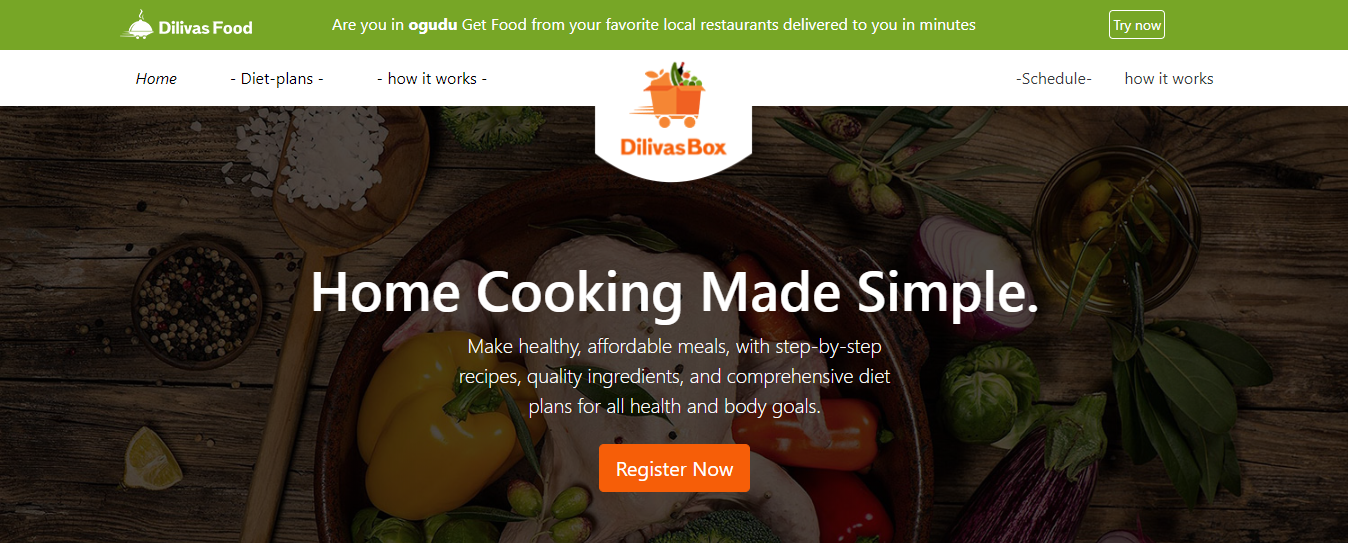 Dilivas Food
Are you in ogudu Get Food from your favorite local restaurants delivered to you in minutes
Try now
Home
- Diet-plans -
- how it works -
DilivasBox
-Schedule-
how it works
Home Cooking Made Simple.
Make healthy, affordable meals, with step-by-step
recipes, quality ingredients, and comprehensive diet
plans for all health and body goals.
Register Now